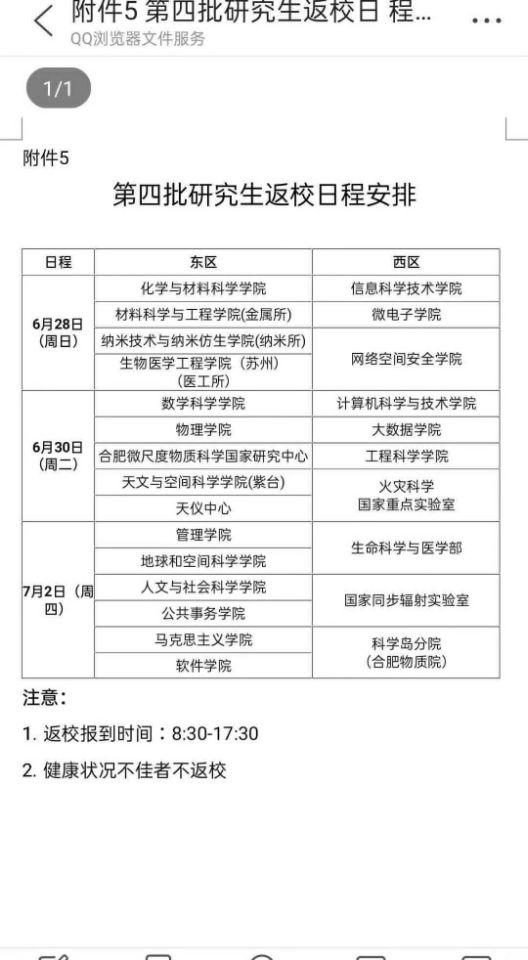 附件5 第四批研究生返校日 程...
QQ浏览器文件服务
1/1
附件5
第四批研究生返校日程安排
日程 东区 西区
6月28日
（周日）
化学与材料科学学院 信息科学技术学院
材料科学与工程学院(金属所) 微电子学院
纳米技术与纳米仿生学院(纳米所)
生物医学工程学院（苏州）
（医工所）
网络空间安全学院
6月30日
（周二）
数学科学学院 计算机科学与技术学院
物理学院 大数据学院
合肥微尺度物质科学国家研究中心 工程科学学院
天文与空间科学学院(紫台)
天仪中心
火灾科学
国家重点实验室
7月2日（周
四）
管理学院
地球和空间科学学院
生命科学与医学部
人文与社会科学学院
公共事务学院
国家同步辐射实验室
马克思主义学院
软件学院
科学岛分院
（合肥物质院）
注意：
1. 返校报到时间：8:30-17:30
2. 健康状况不佳者不返校